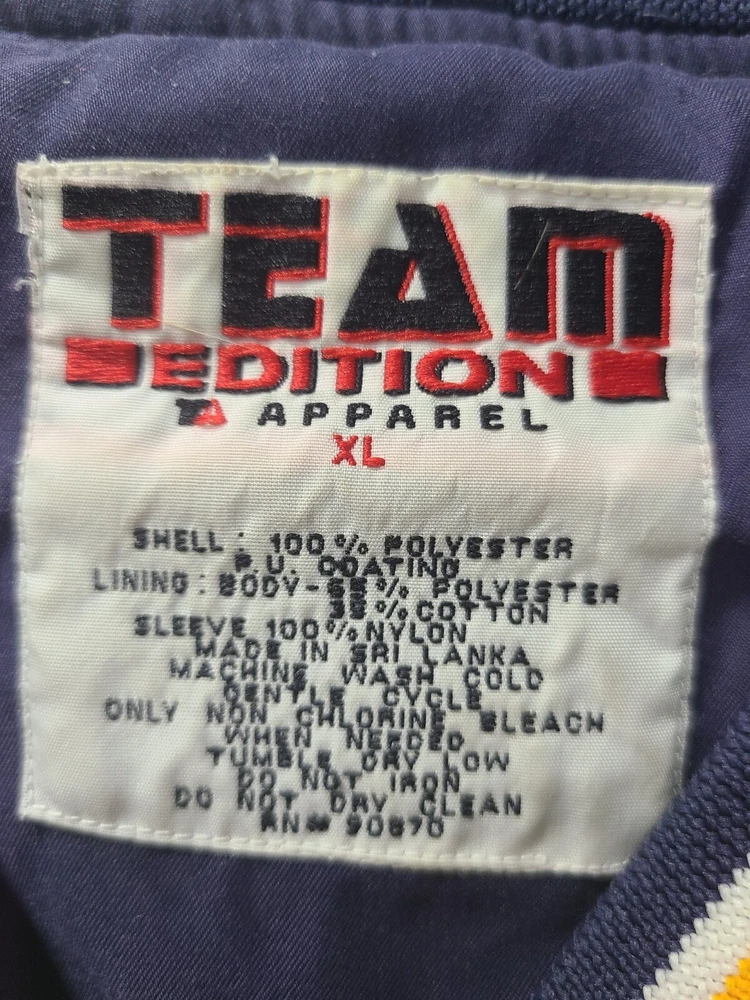 TEAM
EDITION
APPAREL
XL
SHELL: 100% POLYESTER
P.U. COATING
LINING: BODY-65% POLYESTER
35% COTTON
SLEEVE 100% NYLON
MADE IN SRI LANKA
MACHINE WASH COLD
GENTLE CYCLE
ONLY NON CHLORINE BLEACH
WHEN NEEDED
TUMBLE DRY LOW
DO NOT IRON
DO NOT DRY CLEAN
RN# 90870